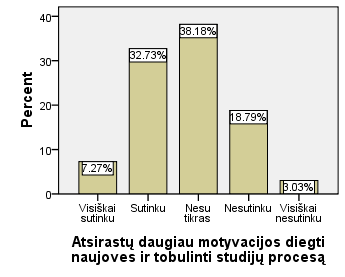 Percent
40
30
20
10
0
7.27%
32.73%
38.18%
18.79%
3.03%
Visiškai
sutinku
Sutinku
Nesu
tikras
Nesutinku
Visiškai
nesutinku
Atsirastų daugiau motyvacijos diegti
naujoves ir tobulinti studijų procesą